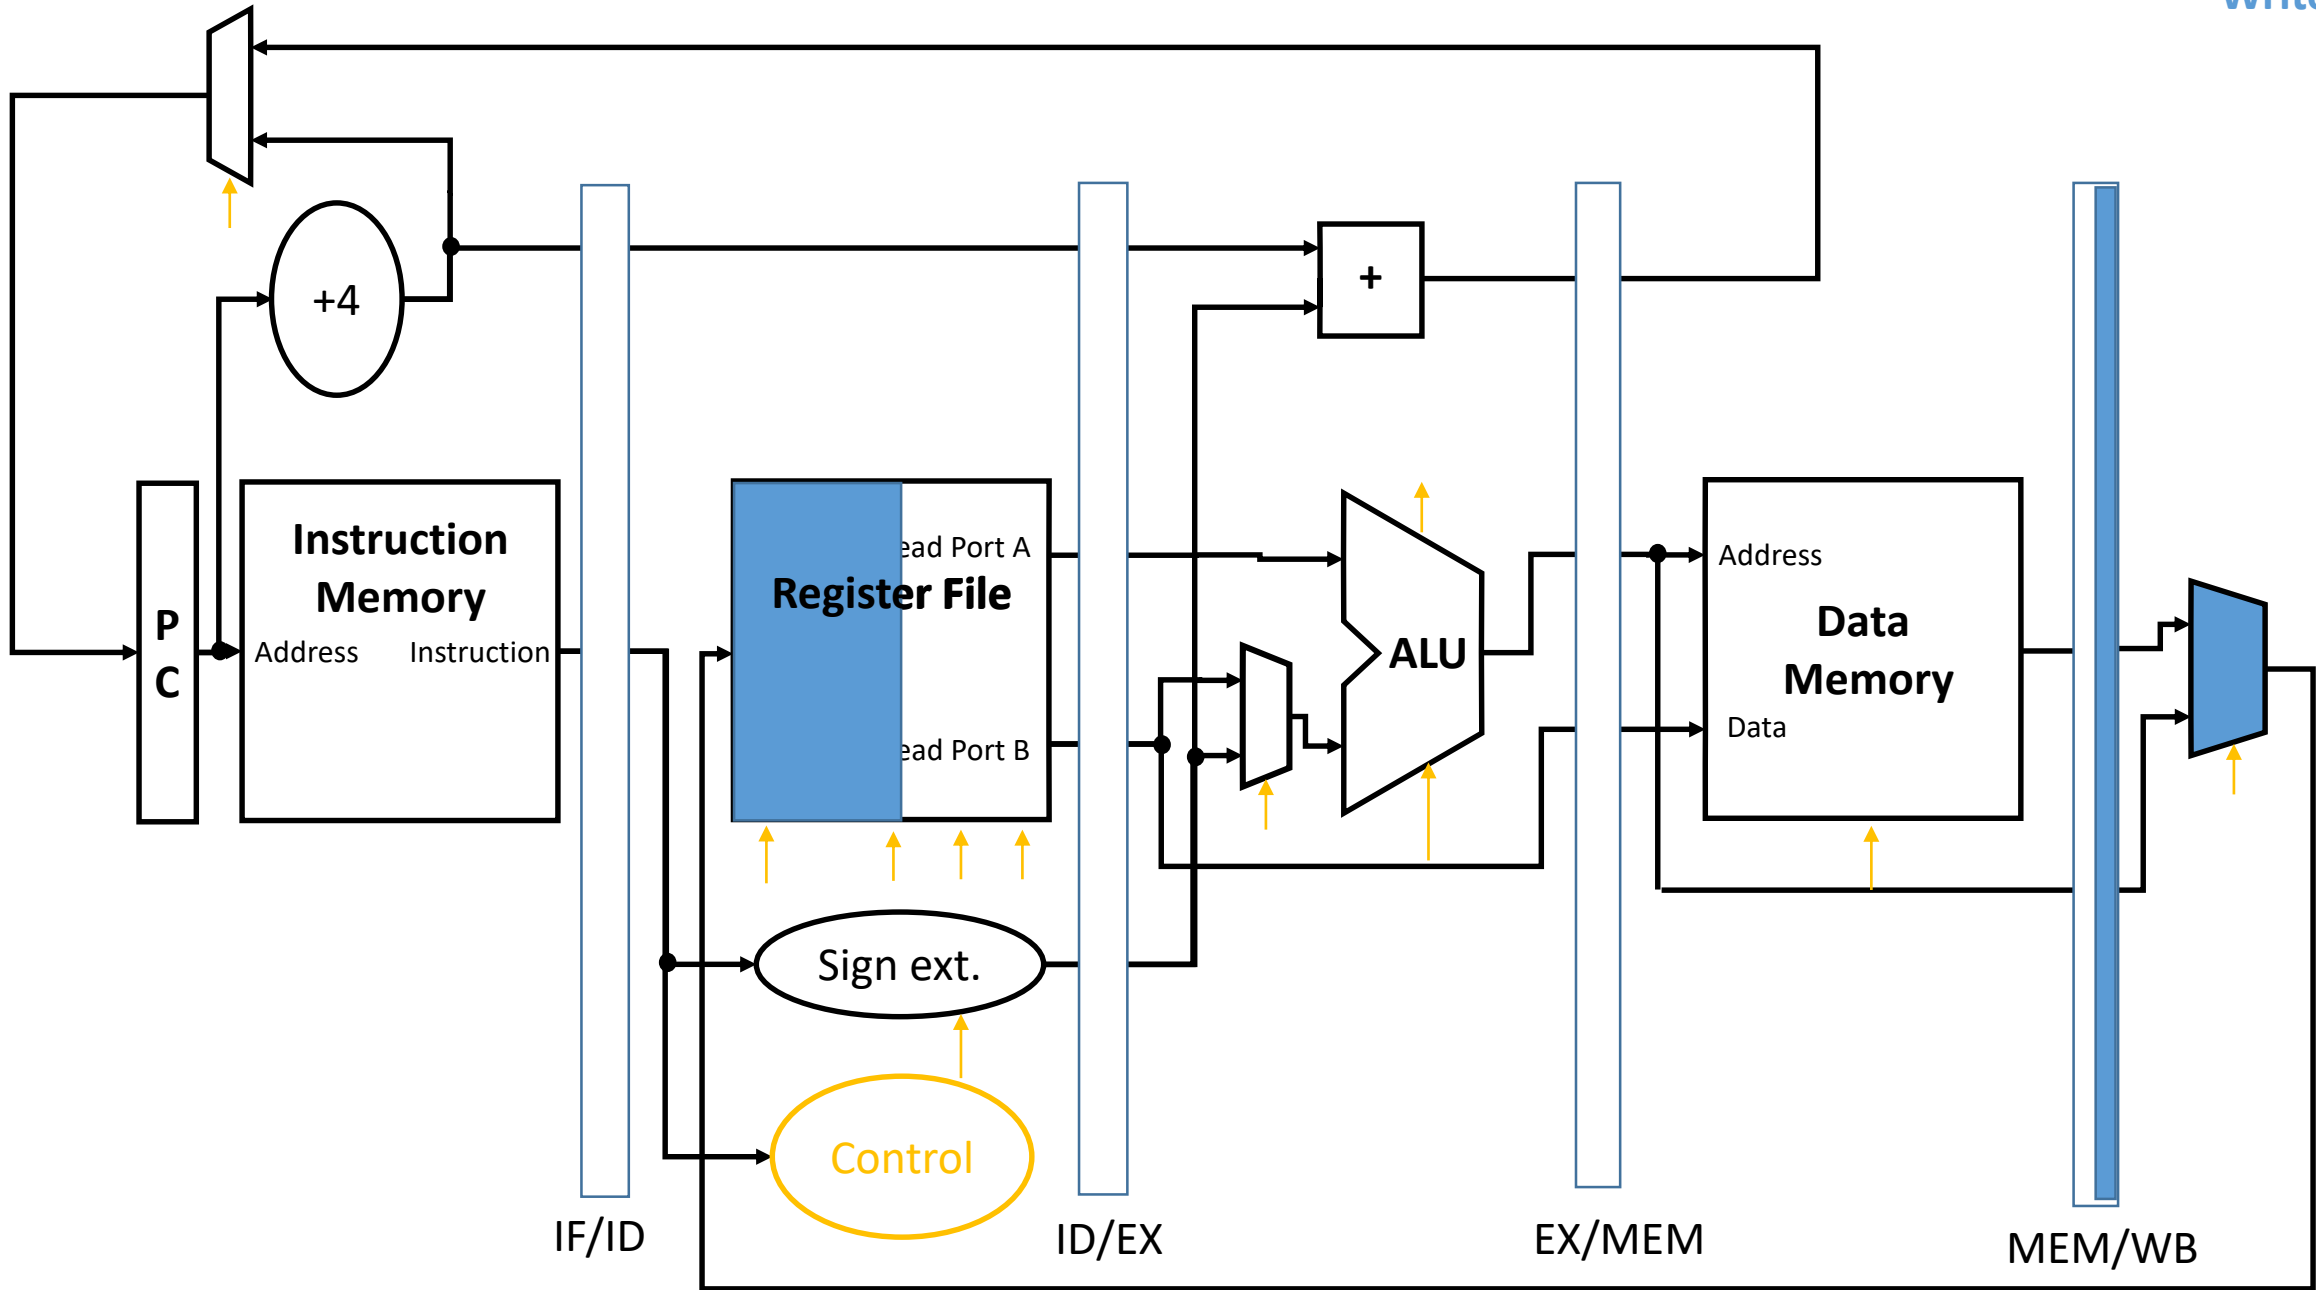 +4
+
P
C
Instruction
Memory
Address
Instruction
Register File
ead Port A
ead Port B
ALU
Address
Data
Memory
Data
Sign ext.
Control
IF/ID
ID/EX
EX/MEM
MEM/WB